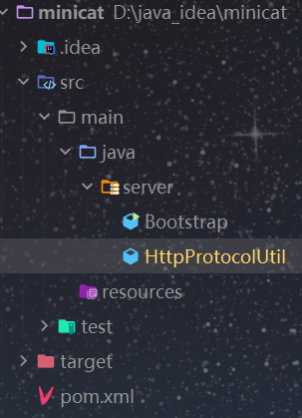 minicat D:\java_idea\minicat
.idea
src
main
java
server
Bootstrap
HttpProtocolUtil
resources
test
target
pom.xml